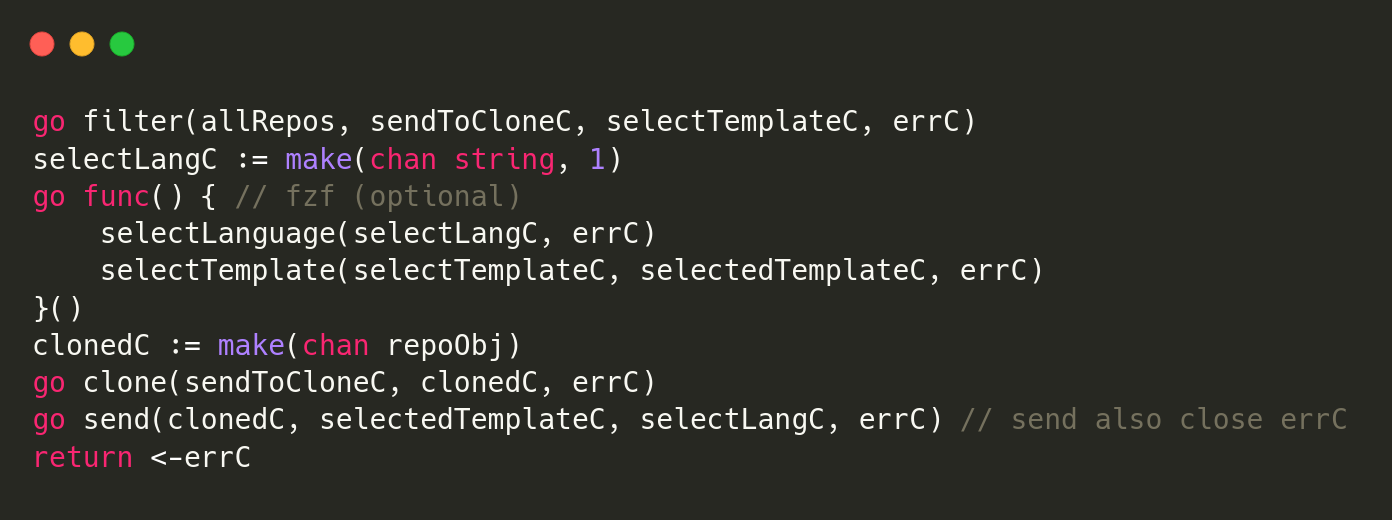 go filter(allRepos, sendToCloneC, selectTemplateC, errC)
selectLangC := make(chan string, 1)
go func() { // fzf (optional)
    selectLanguage(selectLangC, errC)
    selectTemplate(selectTemplateC, selectedTemplateC, errC)
}()
clonedC := make(chan repoObj)
go clone(sendToCloneC, clonedC, errC)
go send(clonedC, selectedTemplateC, selectLangC, errC) // send also close errC
return <-errC